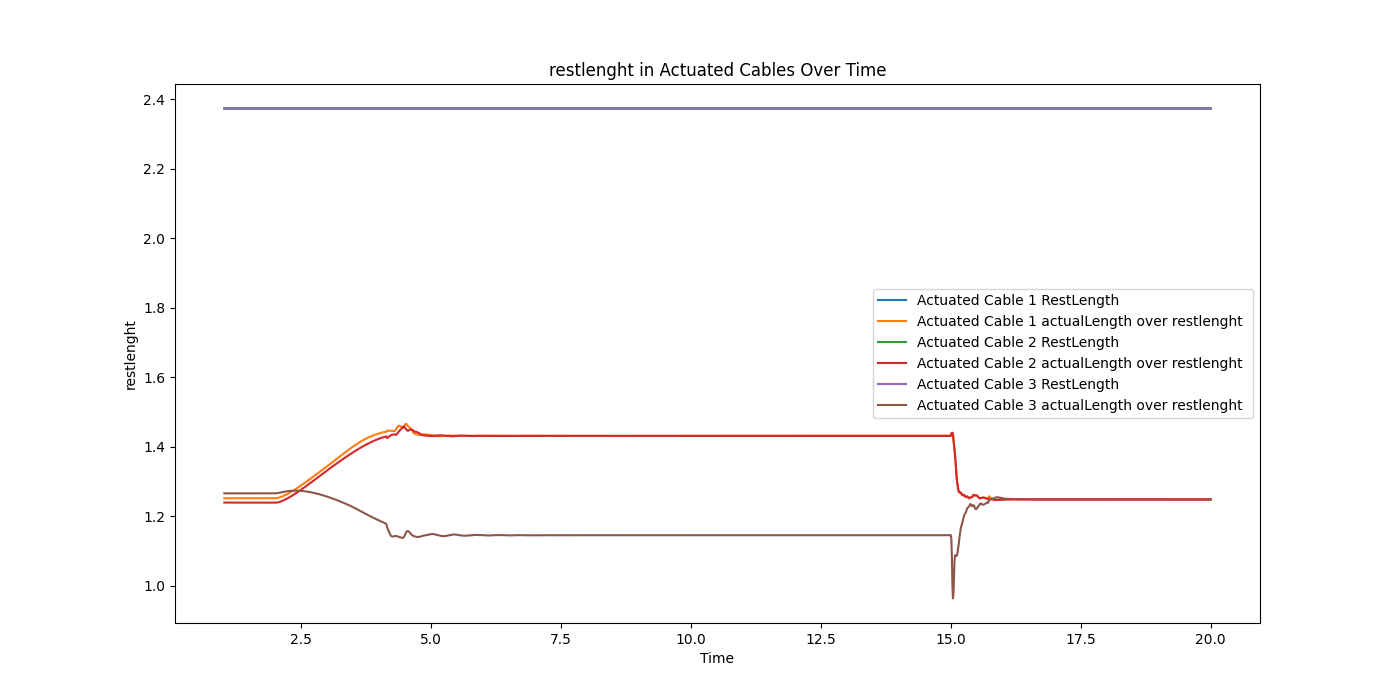 restlenght in Actuated Cables Over Time
2.4
2.2
2.0
1.8
1.6
1.4
1.2
1.0
restlenght
Actuated Cable 1 RestLength
Actuated Cable 1 actualLength over restlenght
Actuated Cable 2 RestLength
Actuated Cable 2 actualLength over restlenght
Actuated Cable 3 RestLength
Actuated Cable 3 actualLength over restlenght
2.5 5.0 7.5 10.0 12.5 15.0 17.5 20.0
Time